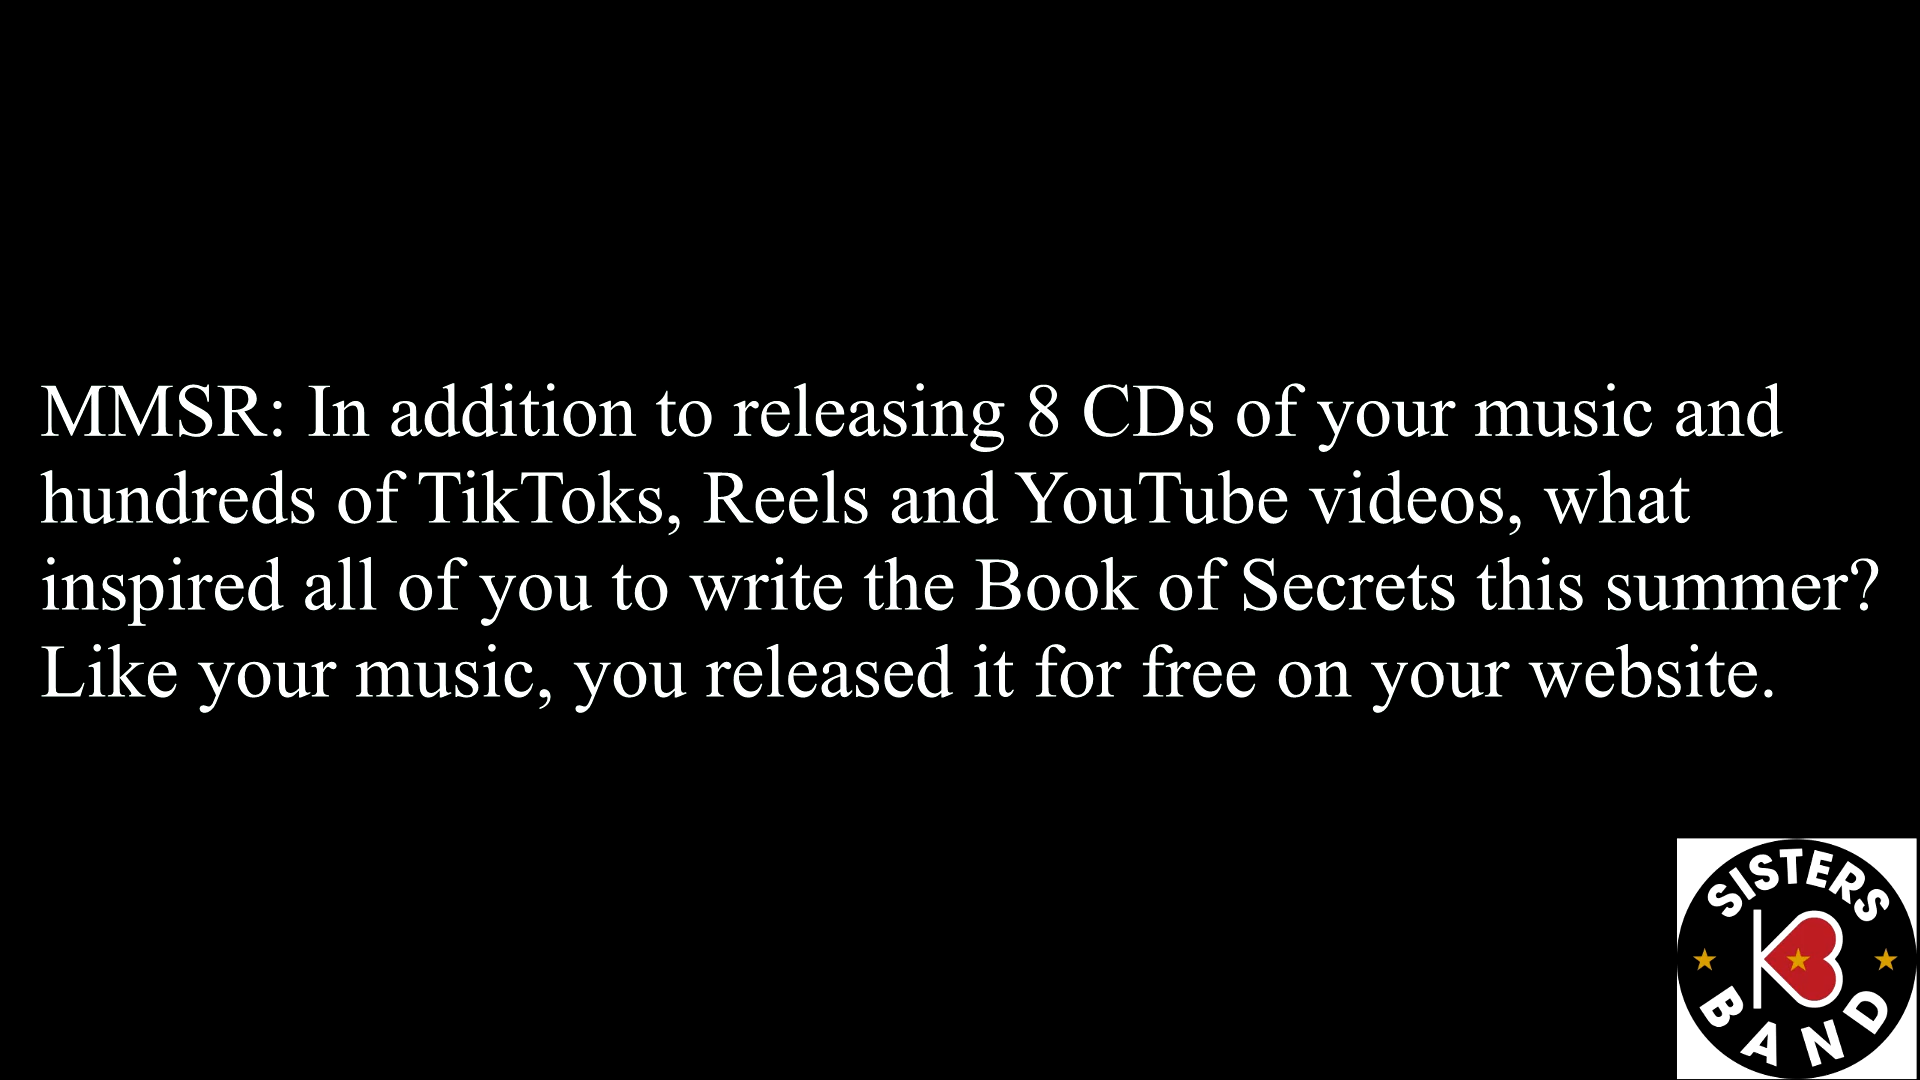 MMSR: In addition to releasing 8 CDs of your music and
hundreds of TikToks, Reels and YouTube videos, what
inspired all of you to write the Book of Secrets this summer?
Like your music, you released it for free on your website.
SISTERS
K3
BAND